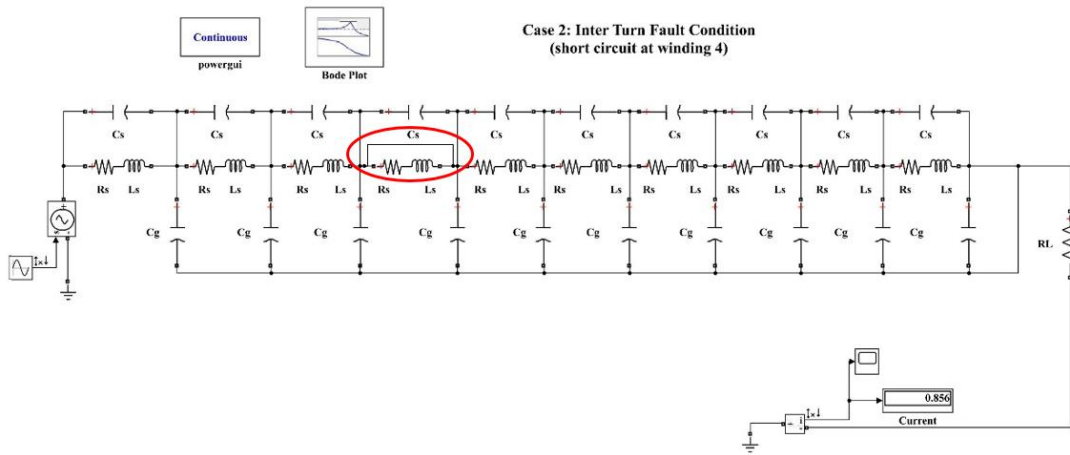 Case 2: Inter Turn Fault Condition
(short circuit at winding 4)
Continuous
powergui
Bode Plot
Cs Cs Cs Cs Cs Cs Cs Cs Cs Cs
Rs Ls Rs Ls Rs Ls Rs Ls Rs Ls Rs Ls Rs Ls Rs Ls Rs Ls Rs Ls
Cg Cg Cg Cg Cg Cg Cg Cg Cg
RL
0.856
Current